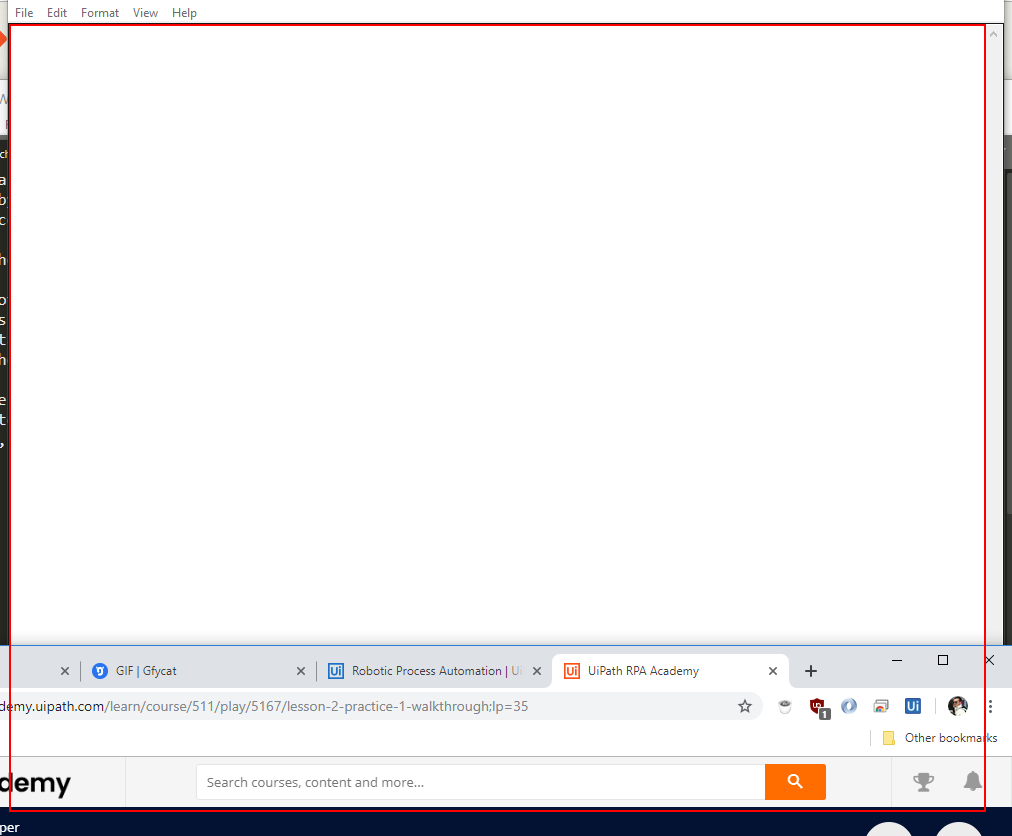 File Edit Format View Help
GIF | Gfycat
Robotic Process Automation | Ui
UiPath RPA Academy
demy.uipath.com/learn/course/511/play/5167/lesson-2-practice-1-walkthrough;lp=35
1
Ui
Other bookmarks
demy
Search courses, content and more...
per